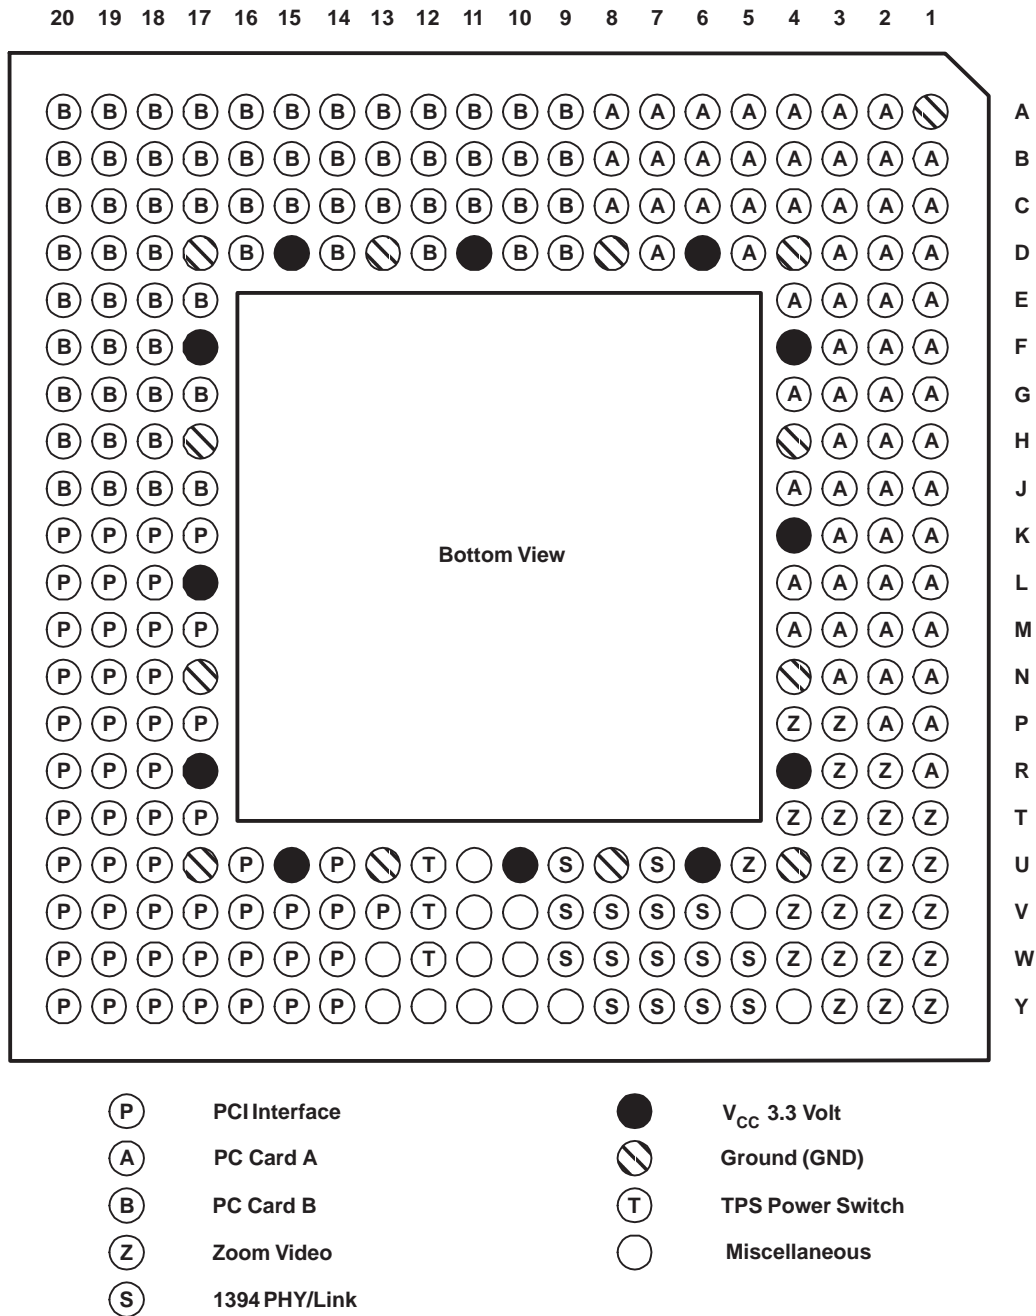 20 19 18 17 16 15 14 13 12 11 10 9 8 7 6 5 4 3 2 1
B B B B B B B B B B B B A A A A A A A A
B B B B B B B B B B B B A A A A A A A A B
B B B B B B B B B B B B A A A A A A A A C
B B B B B B B B A A A A A D
B B B B A A A A E
B B B A A A F
B B B B A A A A G
B B B A A A H
B B B B A A A A J
P P P P A A A K
P P P A A A A L
P P P P Bottom View A A A A M
P P P A A A N
P P P P Z Z A A P
P P P Z Z A R
P P P P Z Z Z Z T
P P P P P T S S Z Z Z Z U
P P P P P P P P T S S S S Z Z Z Z V
P P P P P P P T S S S S S Z Z Z Z W
P P P P P P P S S S S Z Z Z Y
P PCI Interface
A PC Card A
B PC Card B
Z Zoom Video
S 1394 PHY/Link
VCC 3.3 Volt
Ground (GND)
T TPS Power Switch
Miscellaneous